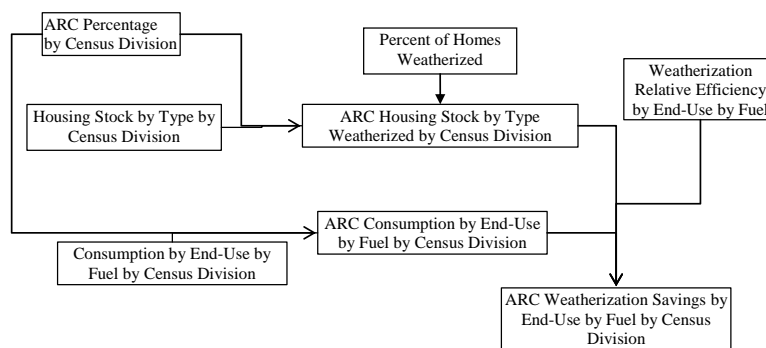 ARC Percentage
by Census Division
Percent of Homes
Weatherized
Weatherization
Relative Efficiency
by End-Use by Fuel
Housing Stock by Type by
Census Division
ARC Housing Stock by Type
Weatherized by Census Division
ARC Consumption by End-Use
by Fuel by Census Division
Consumption by End-Use by
Fuel by Census Division
ARC Weatherization Savings by
End-Use by Fuel by Census
Division